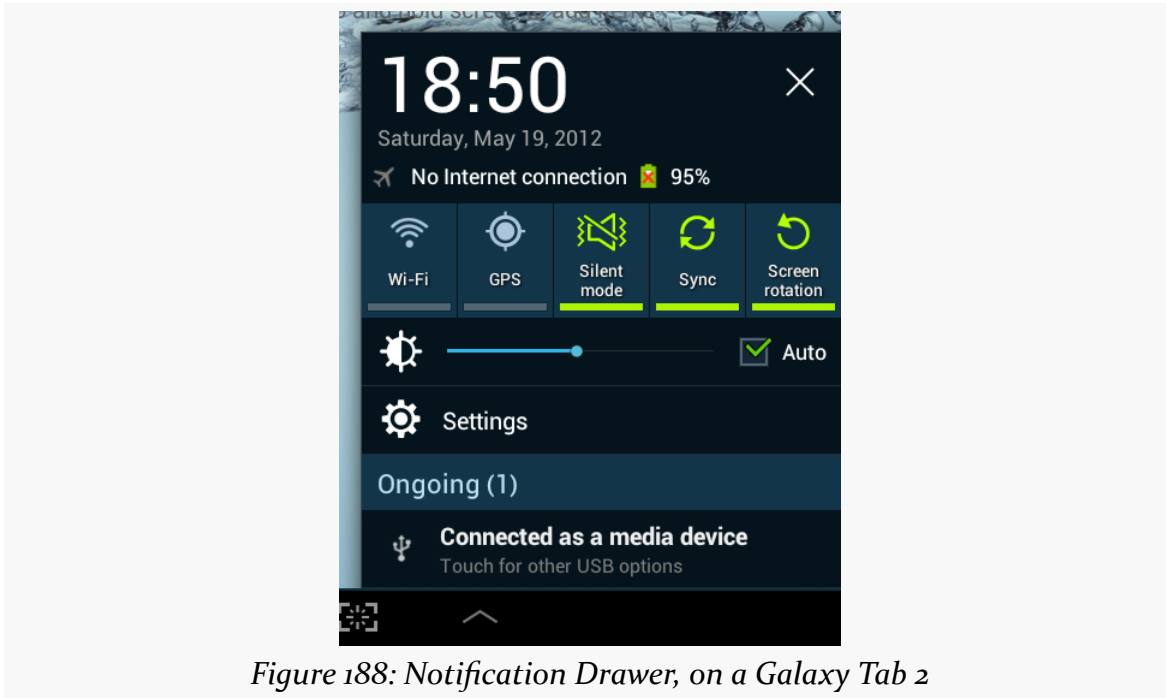 18:50
Saturday, May 19, 2012
No Internet connection 95%
Wi-Fi GPS Silent mode Sync Screen rotation
Auto
Settings
Ongoing (1)
Connected as a media device
Touch for other USB options
Figure 188: Notification Drawer, on a Galaxy Tab 2